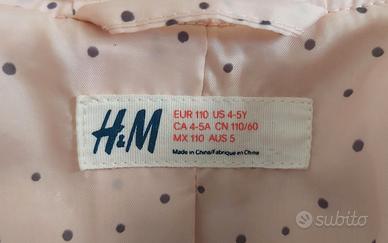 H&M
EUR 110 US 4-5Y
CA 4-5A CN 110/60
MX 110 AUS 5
Made in China/Fabriqué en Chine
subito